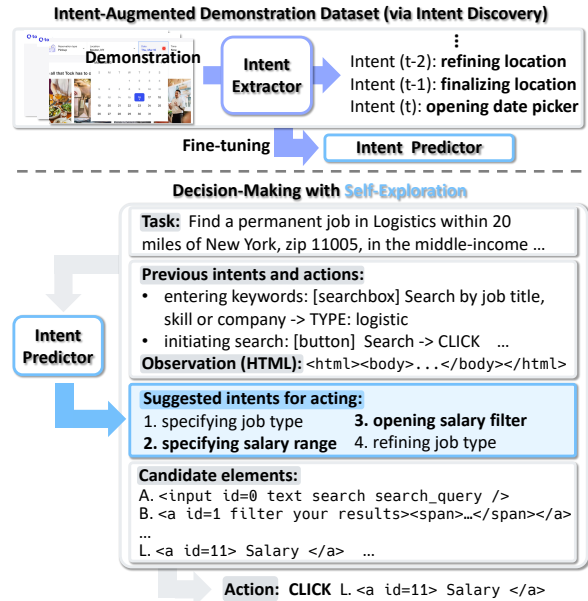 Intent-Augmented Demonstration Dataset (via Intent Discovery)
Demonstration
Intent
Extractor
Intent (t-2): refining location
Intent (t-1): finalizing location
Intent (t): opening date picker
Fine-tuning
Intent Predictor
Decision-Making with Self-Exploration
Task: Find a permanent job in Logistics within 20
miles of New York, zip 11005, in the middle-income ...
Previous intents and actions:
• entering keywords: [searchbox] Search by job title,
skill or company -> TYPE: logistic
• initiating search: [button] Search -> CLICK ...
Observation (HTML): <html><body>...</body></html>
Intent
Predictor
Suggested intents for acting:
1. specifying job type
2. specifying salary range
3. opening salary filter
4. refining job type
Candidate elements:
A. <input id=0 text search search_query />
B. <a id=1 filter your results><span>…</span></a>
...
L. <a id=11> Salary </a> ...
Action: CLICK L. <a id=11> Salary </a>